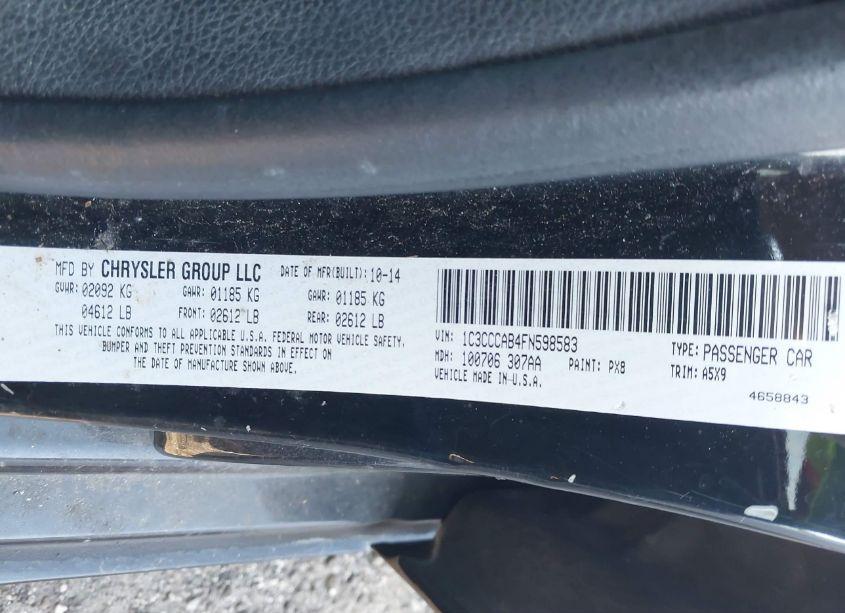 MFD BY CHRYSLER GROUP LLC DATE OF MFR(BUILT): 10-14
GVWR: 02092 KG GAWR: 01185 KG GAWR: 01185 KG
04612 LB FRONT: 02612 LB REAR: 02612 LB
THIS VEHICLE CONFORMS TO ALL APPLICABLE U.S.A. FEDERAL MOTOR VEHICLE SAFETY,
BUMPER AND THEFT PREVENTION STANDARDS IN EFFECT ON
THE DATE OF MANUFACTURE SHOWN ABOVE.
VIN: 1C3CCCAB4FN598583 TYPE: PASSENGER CAR
MDH: 100706 307AA PAINT: PX8 TRIM: A5X9
VEHICLE MADE IN U.S.A.
4658843